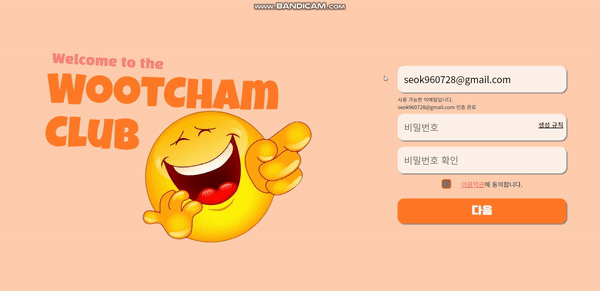 www.BANDICAM.com
Welcome to the
WOOTCHAM
CLUB
seok960728@gmail.com
사용 가능한 이메일입니다.
seok960728@gmail.com 인증 완료
비밀번호
생성 규칙
비밀번호 확인
이용약관에 동의합니다.
다음